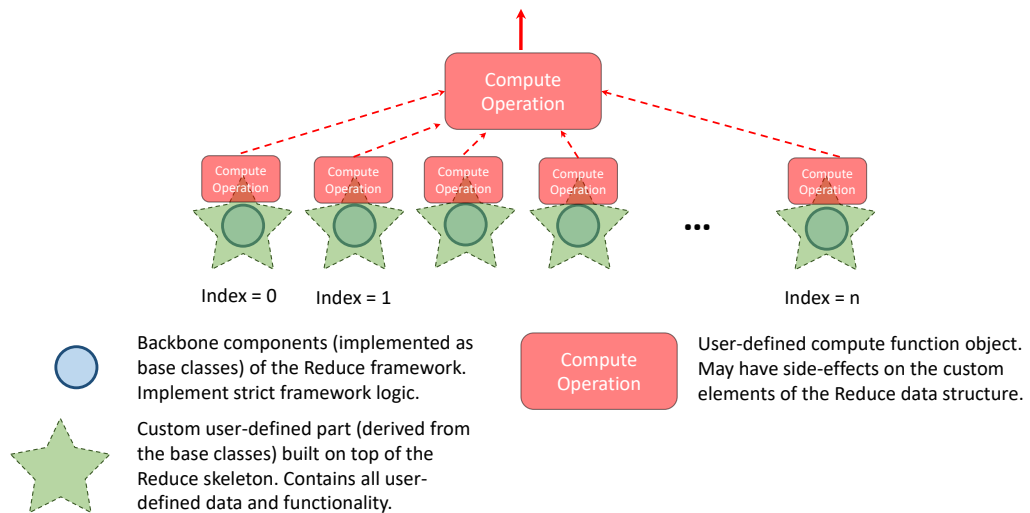 Compute
Operation
Compute
Operation
Compute
Operation
Compute
Operation
Compute
Operation
Compute
Operation
...
Index = 0
Index = 1
Index = n
Backbone components (implemented as
base classes) of the Reduce framework.
Implement strict framework logic.
Compute
Operation
User-defined compute function object.
May have side-effects on the custom
elements of the Reduce data structure.
Custom user-defined part (derived from
the base classes) built on top of the
Reduce skeleton. Contains all user-
defined data and functionality.